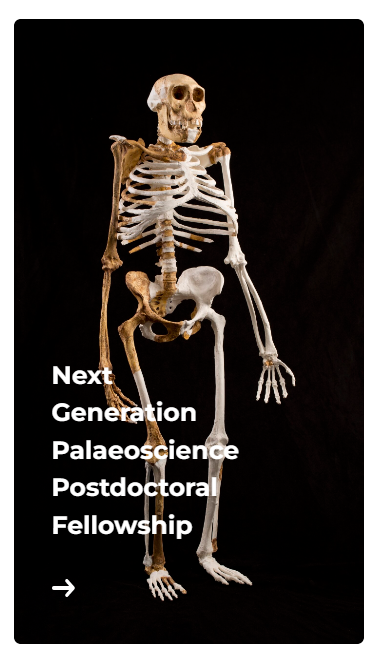 Next
Generation
Palaeoscience
Postdoctoral
Fellowship